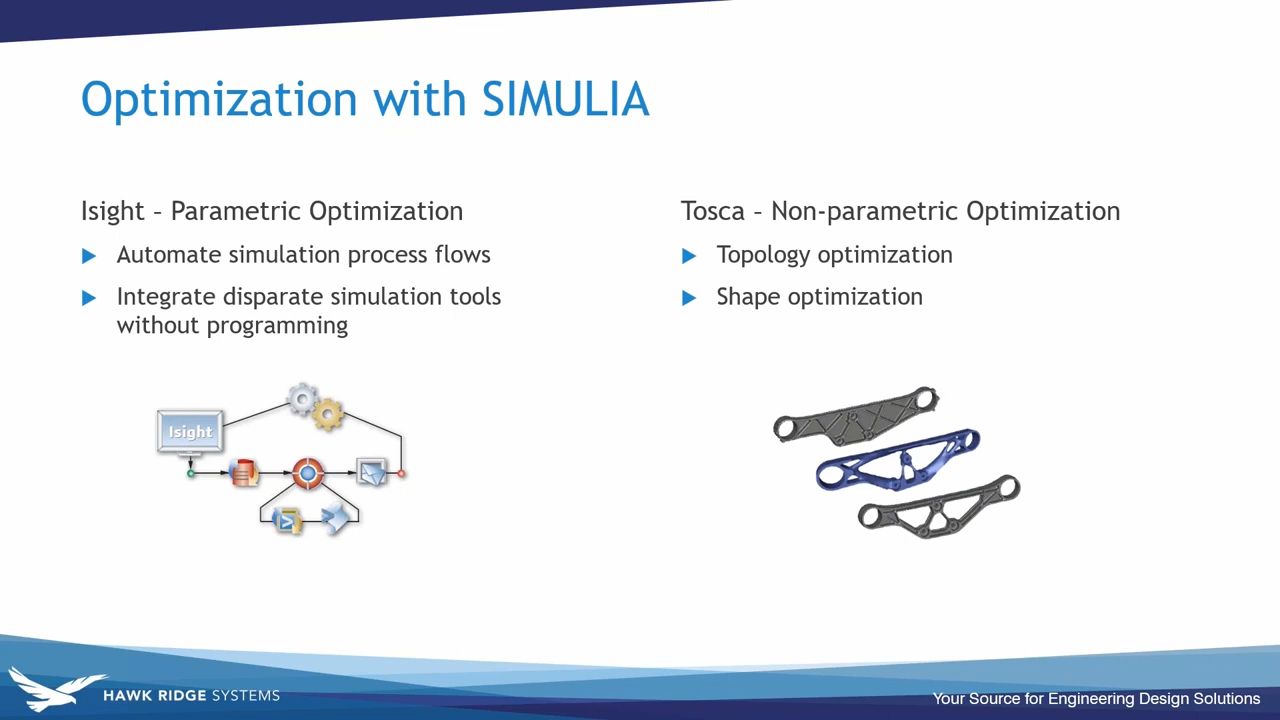 Optimization with SIMULIA
Isight – Parametric Optimization
Automate simulation process flows
Integrate disparate simulation tools
without programming
Isight
Tosca – Non-parametric Optimization
Topology optimization
Shape optimization
HAWK RIDGE SYSTEMS
Your Source for Engineering Design Solutions